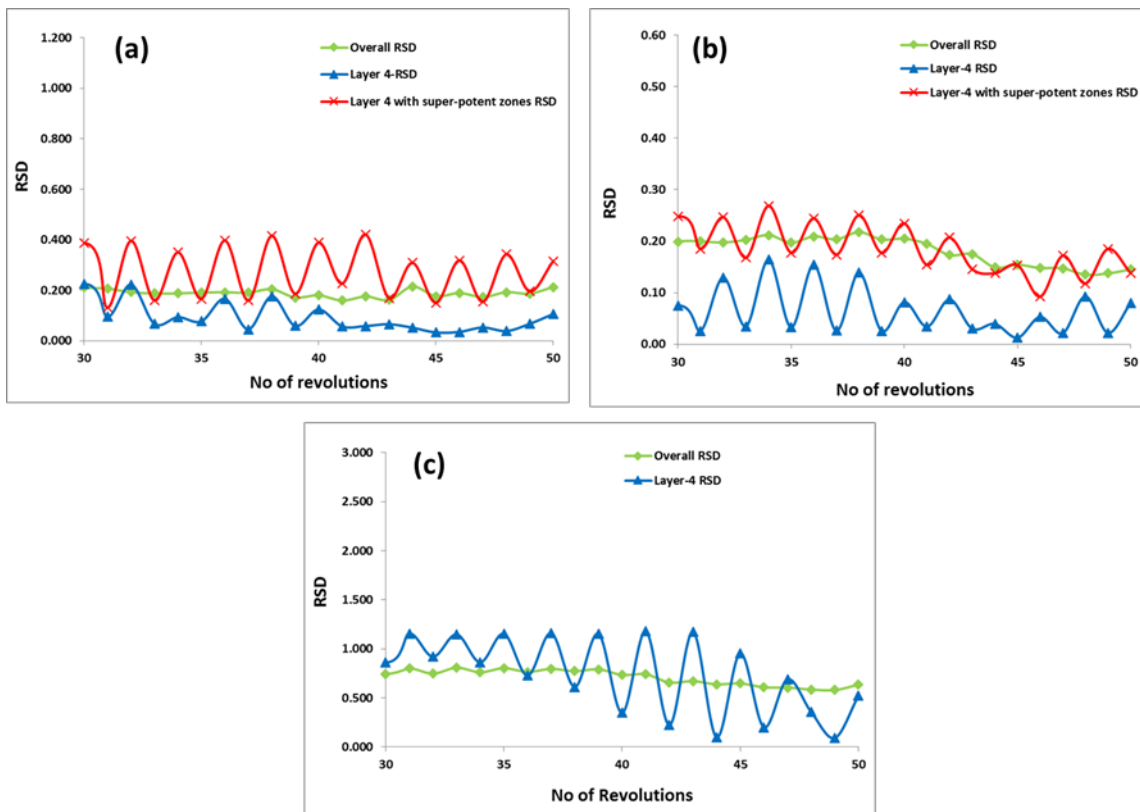 (a)
Overall RSD
Layer 4-RSD
Layer 4 with super-potent zones RSD
1.200
1.000
0.800
0.600
0.400
0.200
0.000
RSD
30 35 40 45 50
No of revolutions
(b)
Overall RSD
Layer-4 RSD
Layer-4 with super-potent zones RSD
0.60
0.50
0.40
0.30
0.20
0.10
0.00
RSD
30 35 40 45 50
No of revolutions
(c)
Overall RSD
Layer-4 RSD
3.000
2.500
2.000
1.500
1.000
0.500
0.000
RSD
30 35 40 45 50
No of Revolutions